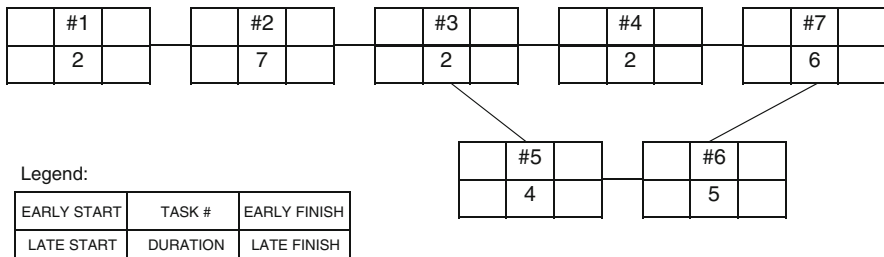 #1 #2 #3 #4 #7
2 7 2 2 6
#5 #6
4 5
Legend:
EARLY START TASK # EARLY FINISH
LATE START DURATION LATE FINISH